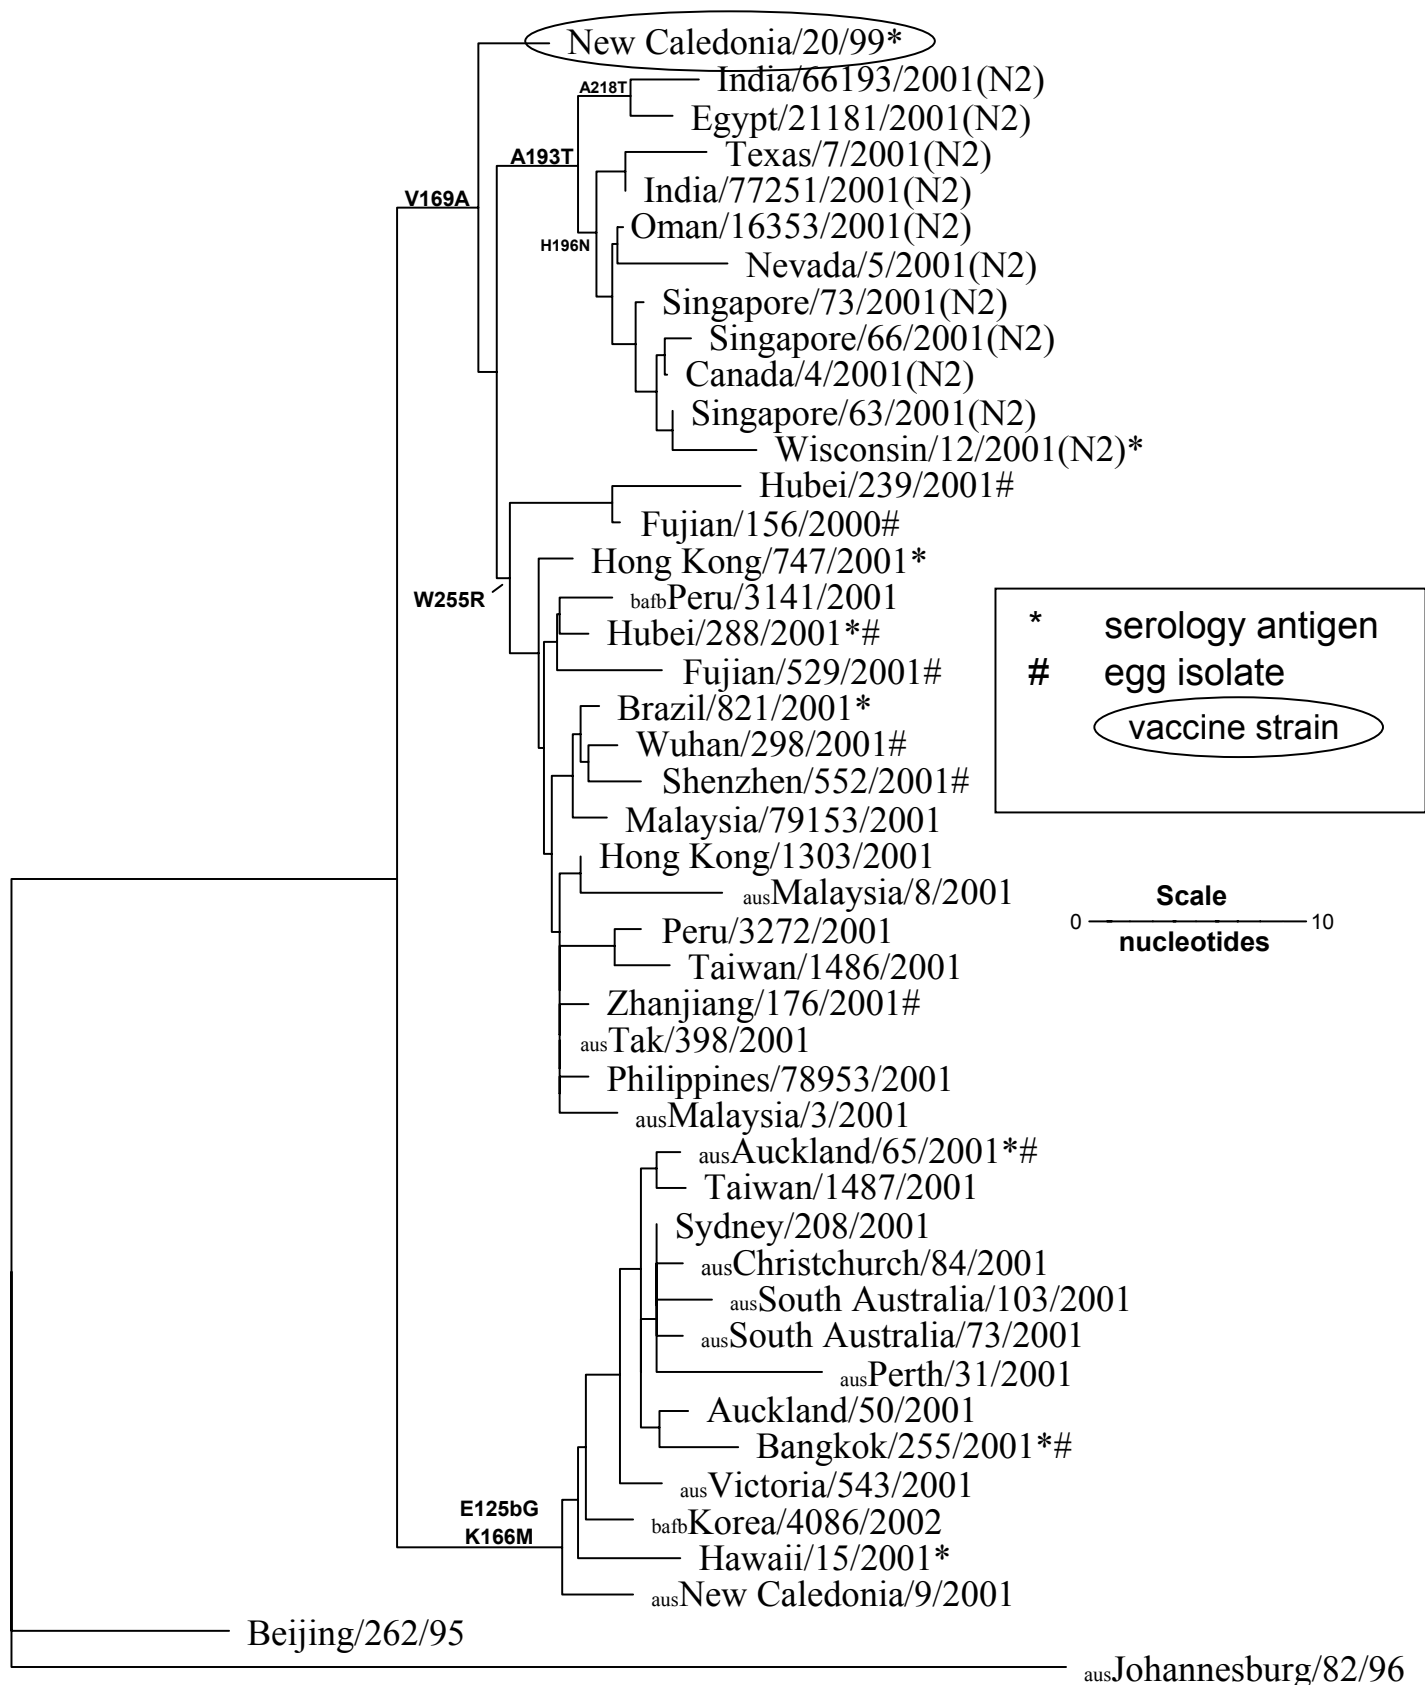 New Caledonia/20/99*
India/66193/2001(N2)
A218T
Egypt/21181/2001(N2)
A193T
Texas/7/2001(N2)
India/77251/2001(N2)
V169A
Oman/16353/2001(N2)
H196N
Nevada/5/2001(N2)
Singapore/73/2001(N2)
Singapore/66/2001(N2)
Canada/4/2001(N2)
Singapore/63/2001(N2)
Wisconsin/12/2001(N2)*
Hubei/239/2001#
Fujian/156/2000#
Hong Kong/747/2001*
W255R
bafbPeru/3141/2001
Hubei/288/2001*#
Fujian/529/2001#
Brazil/821/2001*
Wuhan/298/2001#
Shenzhen/552/2001#
Malaysia/79153/2001
Hong Kong/1303/2001
ausMalaysia/8/2001
Peru/3272/2001
Taiwan/1486/2001
Zhanjiang/176/2001#
ausTak/398/2001
Philippines/78953/2001
ausMalaysia/3/2001
ausAuckland/65/2001*#
Taiwan/1487/2001
Sydney/208/2001
ausChristchurch/84/2001
ausSouth Australia/103/2001
ausSouth Australia/73/2001
ausPerth/31/2001
Auckland/50/2001
Bangkok/255/2001*#
ausVictoria/543/2001
E125bG
K166M
bafbKorea/4086/2002
Hawaii/15/2001*
ausNew Caledonia/9/2001
Beijing/262/95
ausJohannesburg/82/96
* serology antigen
# egg isolate
vaccine strain
Scale
0 10
nucleotides